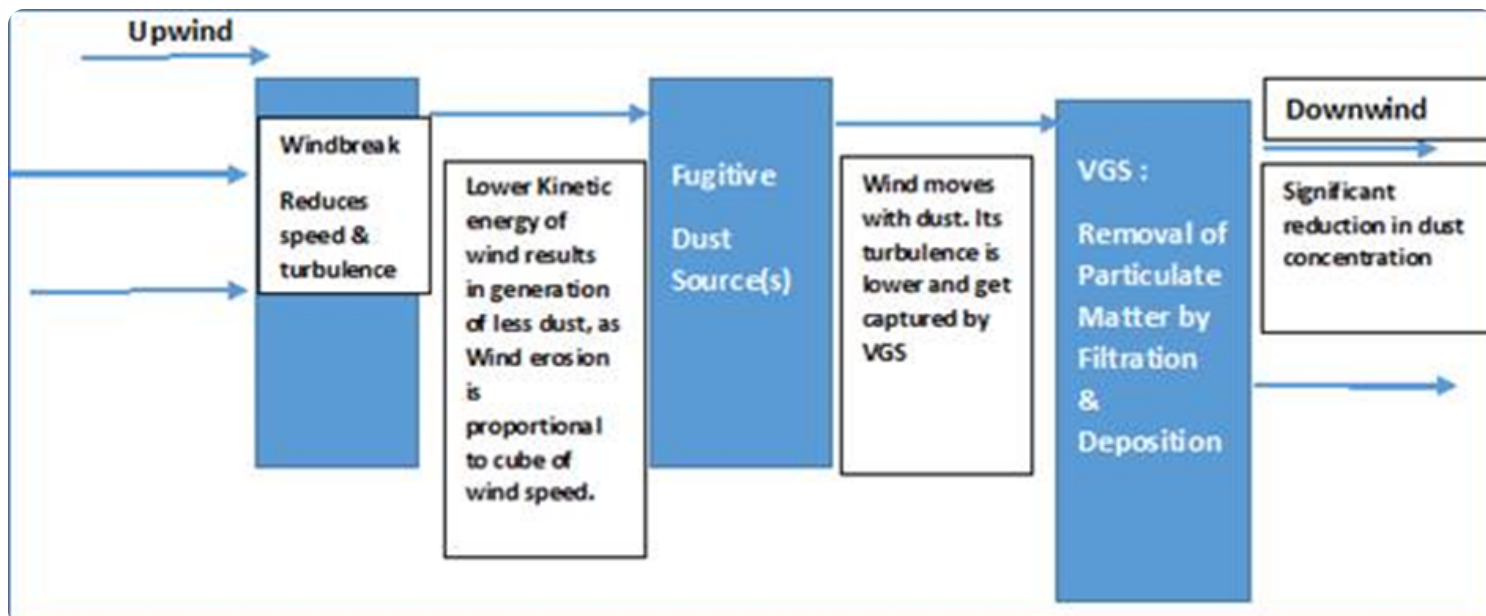 Upwind
Windbreak
Reduces
speed &
turbulence
Lower Kinetic
energy of
wind results
in generation
of less dust, as
Wind erosion
is
proportional
to cube of
wind speed.
Fugitive
Dust
Source(s)
Wind moves
with dust. Its
turbulence is
lower and get
captured by
VGS
VGS :
Removal of
Particulate
Matter by
Filtration
&
Deposition
Downwind
Significant
reduction in dust
concentration